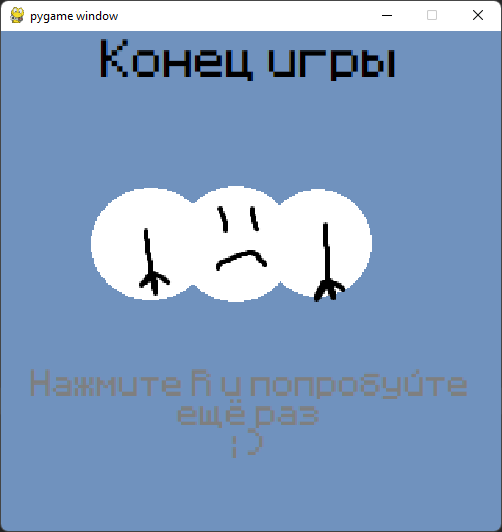 pygame window
Конец игры
Нажмите R и попробуйте
ещё раз
;)